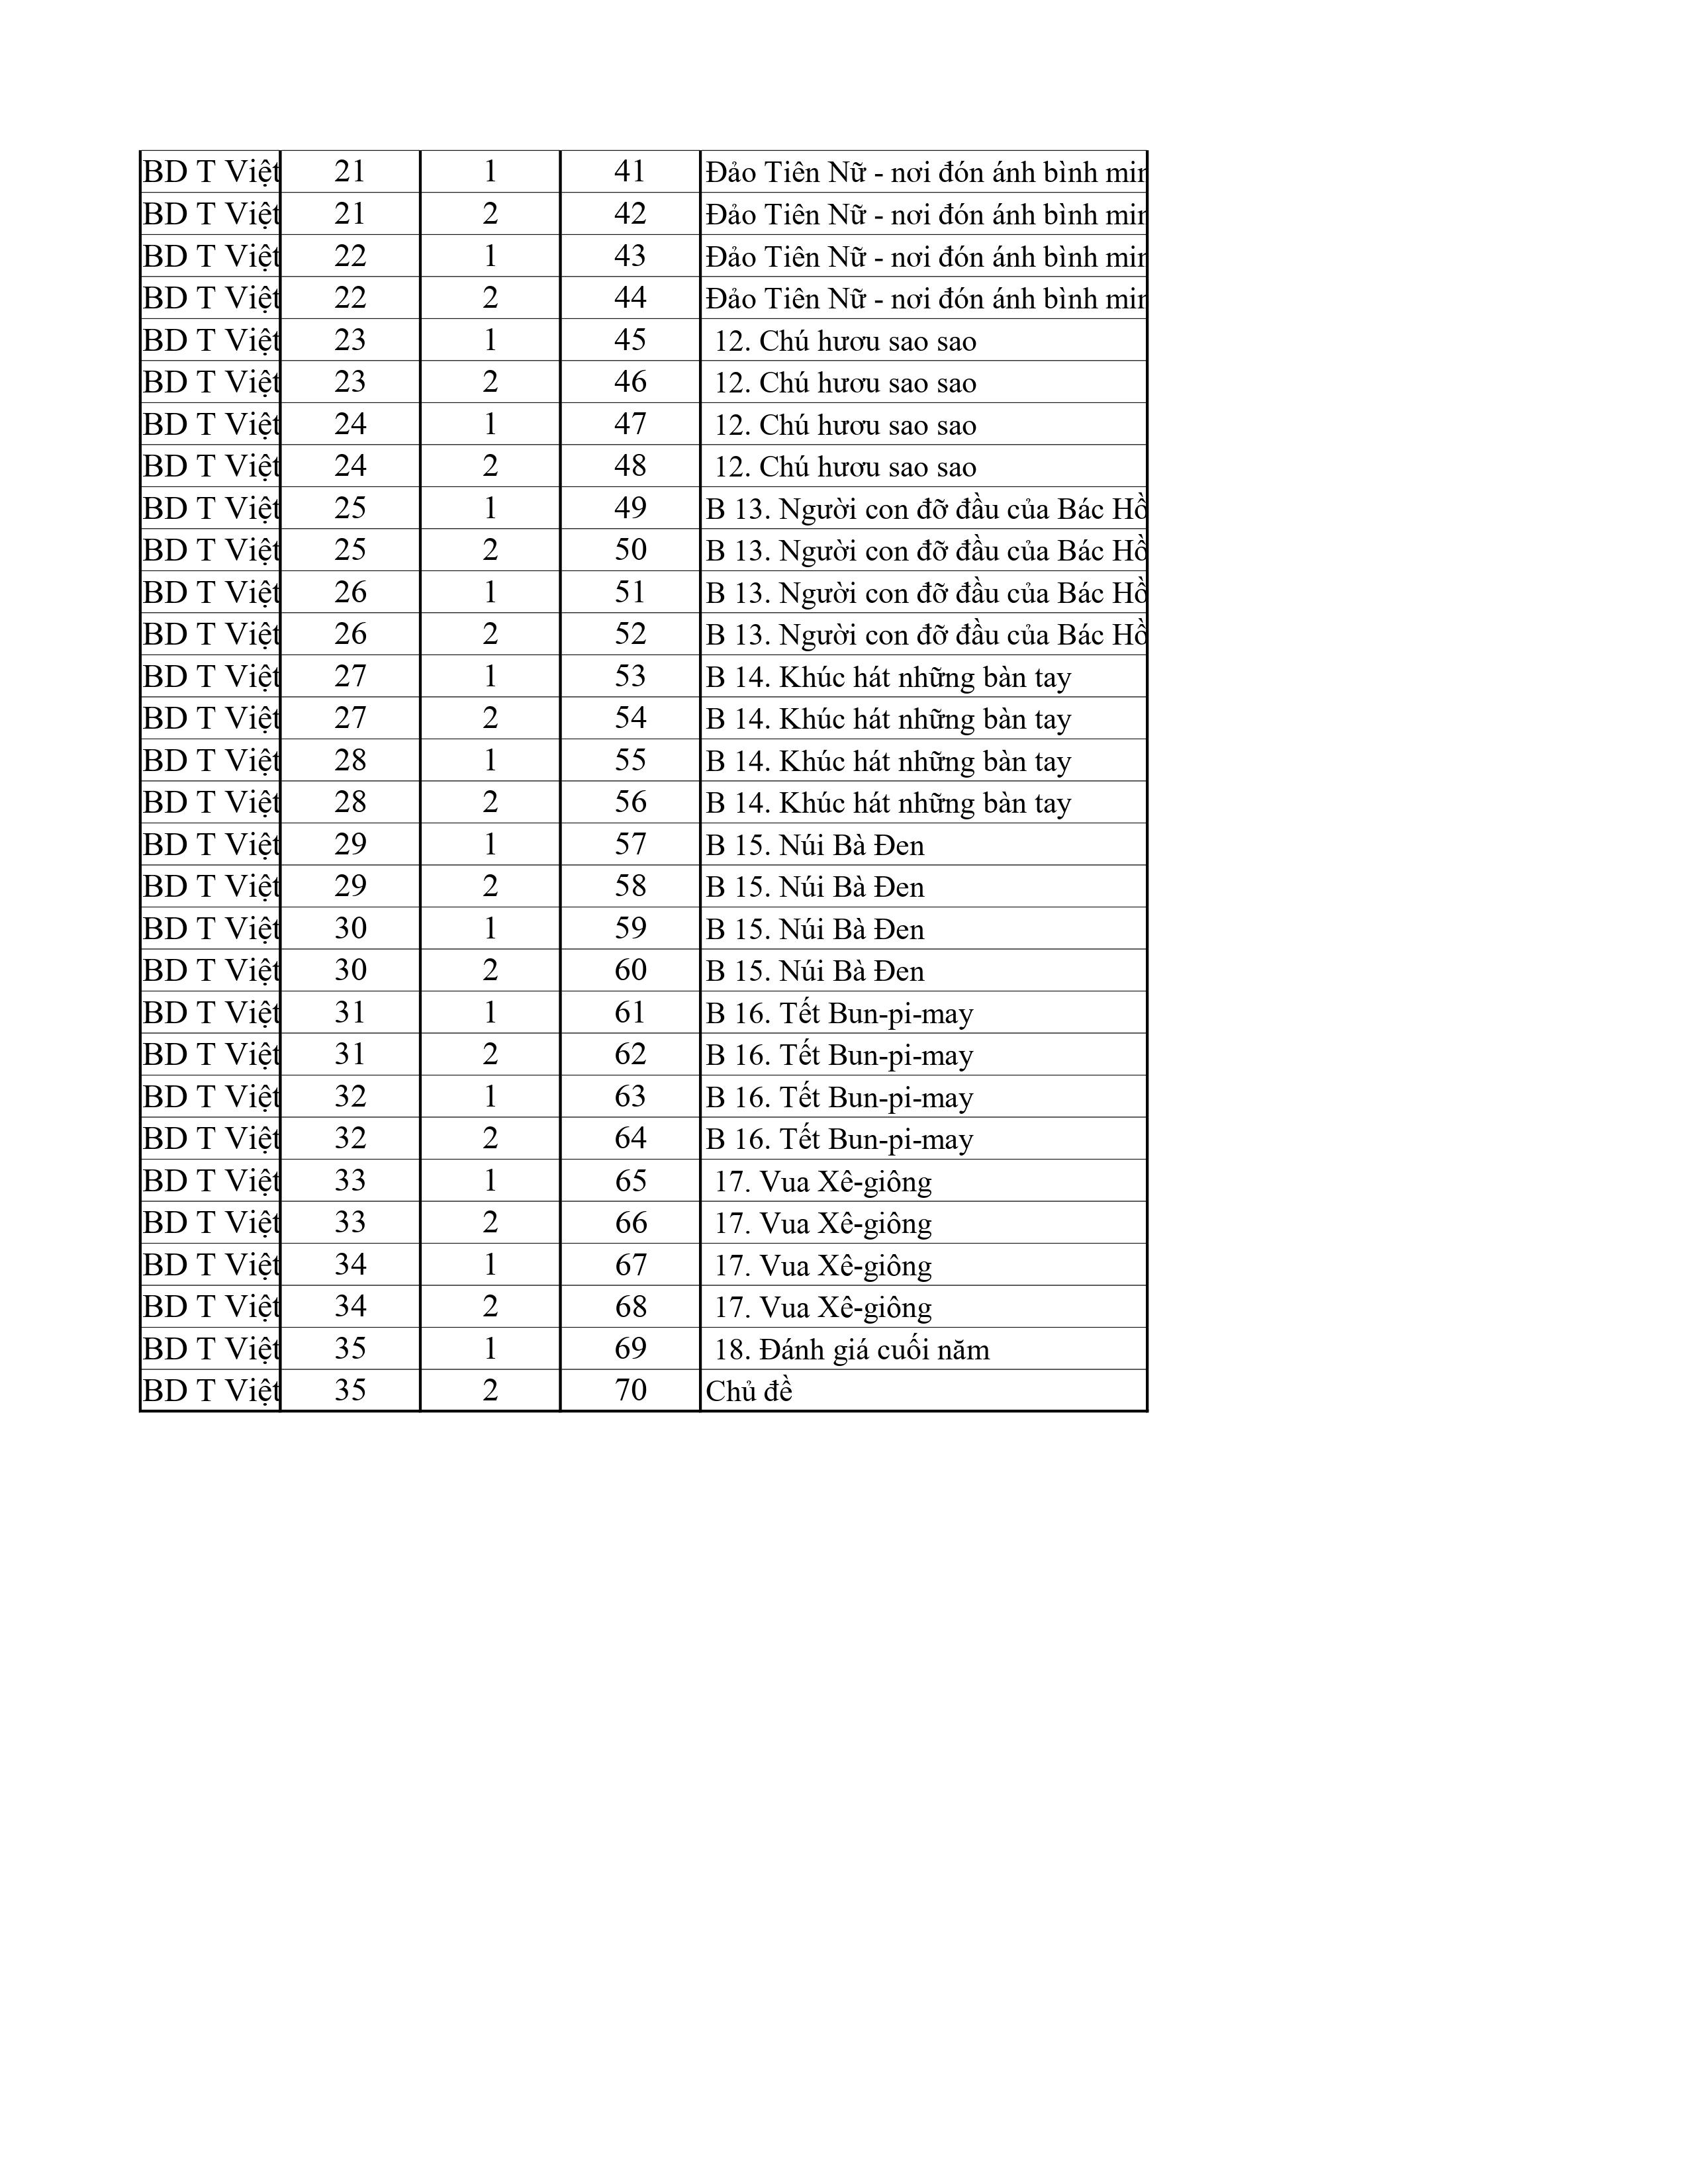 BD T Việt 21 1 41 Đảo Tiên Nữ - nơi đón ánh bình min
BD T Việt 21 2 42 Đảo Tiên Nữ - nơi đón ánh bình min
BD T Việt 22 1 43 Đảo Tiên Nữ - nơi đón ánh bình min
BD T Việt 22 2 44 Đảo Tiên Nữ - nơi đón ánh bình min
BD T Việt 23 1 45 12. Chú hươu sao sao
BD T Việt 23 2 46 12. Chú hươu sao sao
BD T Việt 24 1 47 12. Chú hươu sao sao
BD T Việt 24 2 48 12. Chú hươu sao sao
BD T Việt 25 1 49 B 13. Người con đỡ đầu của Bác Hồ
BD T Việt 25 2 50 B 13. Người con đỡ đầu của Bác Hồ
BD T Việt 26 1 51 B 13. Người con đỡ đầu của Bác Hồ
BD T Việt 26 2 52 B 13. Người con đỡ đầu của Bác Hồ
BD T Việt 27 1 53 B 14. Khúc hát những bàn tay
BD T Việt 27 2 54 B 14. Khúc hát những bàn tay
BD T Việt 28 1 55 B 14. Khúc hát những bàn tay
BD T Việt 28 2 56 B 14. Khúc hát những bàn tay
BD T Việt 29 1 57 B 15. Núi Bà Đen
BD T Việt 29 2 58 B 15. Núi Bà Đen
BD T Việt 30 1 59 B 15. Núi Bà Đen
BD T Việt 30 2 60 B 15. Núi Bà Đen
BD T Việt 31 1 61 B 16. Tết Bun-pi-may
BD T Việt 31 2 62 B 16. Tết Bun-pi-may
BD T Việt 32 1 63 B 16. Tết Bun-pi-may
BD T Việt 32 2 64 B 16. Tết Bun-pi-may
BD T Việt 33 1 65 17. Vua Xê-giông
BD T Việt 33 2 66 17. Vua Xê-giông
BD T Việt 34 1 67 17. Vua Xê-giông
BD T Việt 34 2 68 17. Vua Xê-giông
BD T Việt 35 1 69 18. Đánh giá cuối năm
BD T Việt 35 2 70 Chủ đề